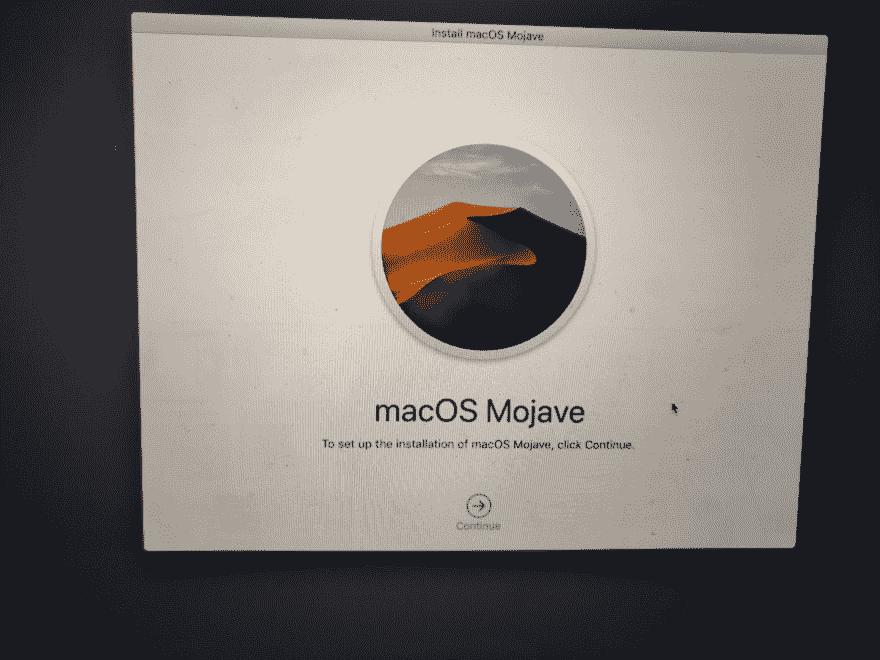 Install macOS Mojave
macOS Mojave
To set up the installation of macOS Mojave, click Continue.
Continue